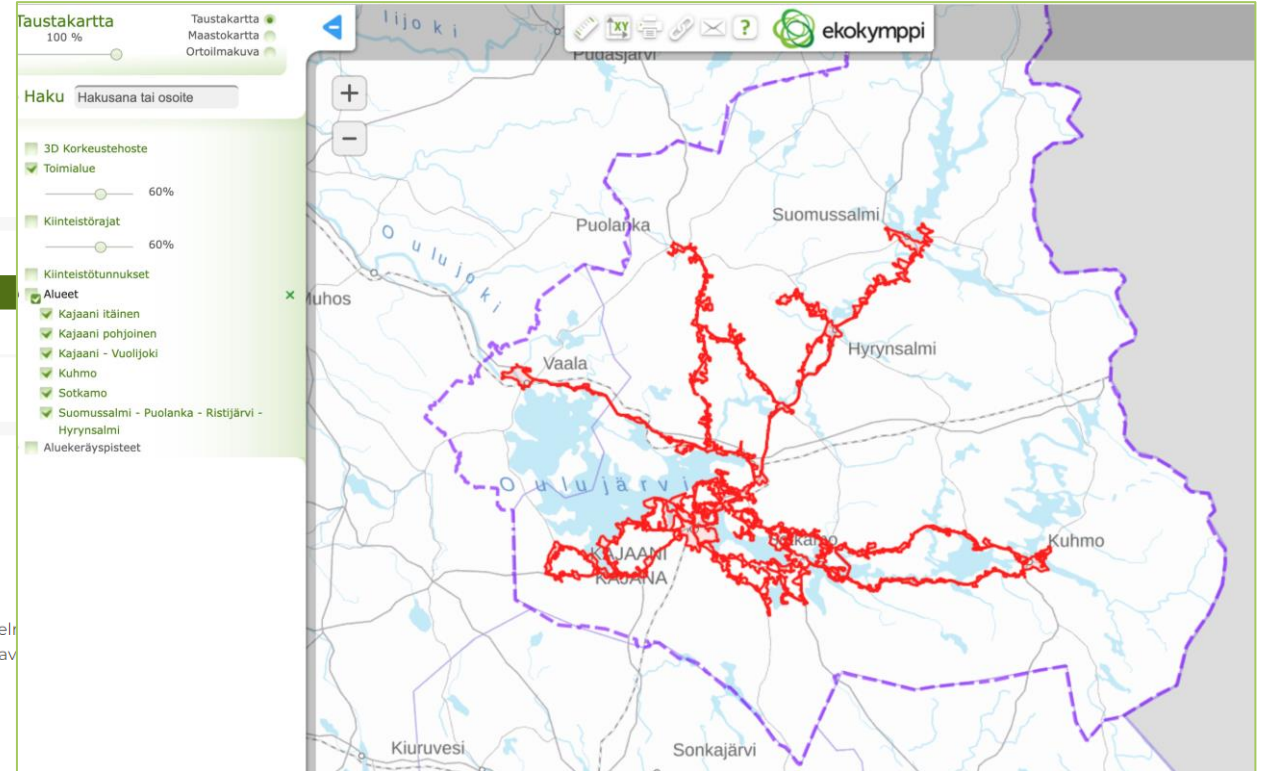 Taustakartta
100 %
Taustakartta
Maastokartta
Ortoilmakuva
Haku Hakusana tai osoite
3D Korkeustehoste
Toimialue
60%
Kiinteistörajat
60%
Kiinteistötunnukset
Alueet ×
Kajaani itäinen
Kajaani pohjoinen
Kajaani - Vuolijoki
Kuhmo
Sotkamo
Suomussalmi - Puolanka - Ristijärvi -
Hyrynsalmi
Aluekeräyspisteet
XY
?
ekokymppi
+
−
Iijoki
Pudasjärvi
Suomussalmi
Puolanka
Oulujoki
Muhos
Hyrynsalmi
Vaala
Oulujärvi
Kuhmo
KAJAANI
KAJANA
Kiuruvesi
Sonkajärvi